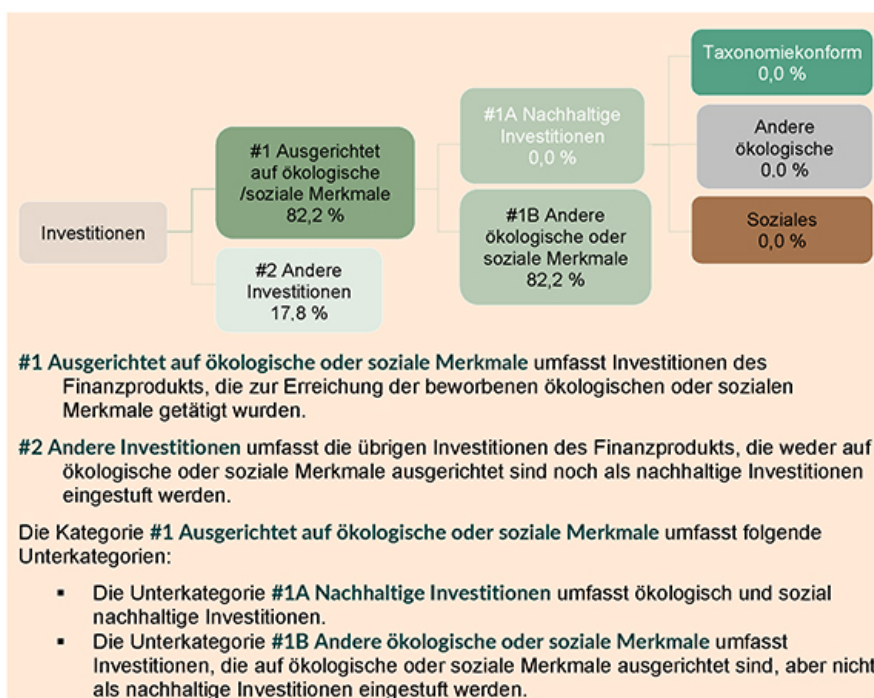 Investitionen
#1 Ausgerichtet
auf ökologische
/soziale Merkmale
82,2 %
#2 Andere
Investitionen
17,8 %
#1A Nachhaltige
Investitionen
0,0 %
#1B Andere
ökologische oder
soziale Merkmale
82,2 %
Taxonomiekonform
0,0 %
Andere
ökologische
0,0 %
Soziales
0,0 %
#1 Ausgerichtet auf ökologische oder soziale Merkmale umfasst Investitionen des
Finanzprodukts, die zur Erreichung der beworbenen ökologischen oder sozialen
Merkmale getätigt wurden.
#2 Andere Investitionen umfasst die übrigen Investitionen des Finanzprodukts, die weder auf
ökologische oder soziale Merkmale ausgerichtet sind noch als nachhaltige Investitionen
eingestuft werden.
Die Kategorie #1 Ausgerichtet auf ökologische oder soziale Merkmale umfasst folgende
Unterkategorien:
▪ Die Unterkategorie #1A Nachhaltige Investitionen umfasst ökologisch und sozial
nachhaltige Investitionen.
▪ Die Unterkategorie #1B Andere ökologische oder soziale Merkmale umfasst
Investitionen, die auf ökologische oder soziale Merkmale ausgerichtet sind, aber nicht
als nachhaltige Investitionen eingestuft werden.